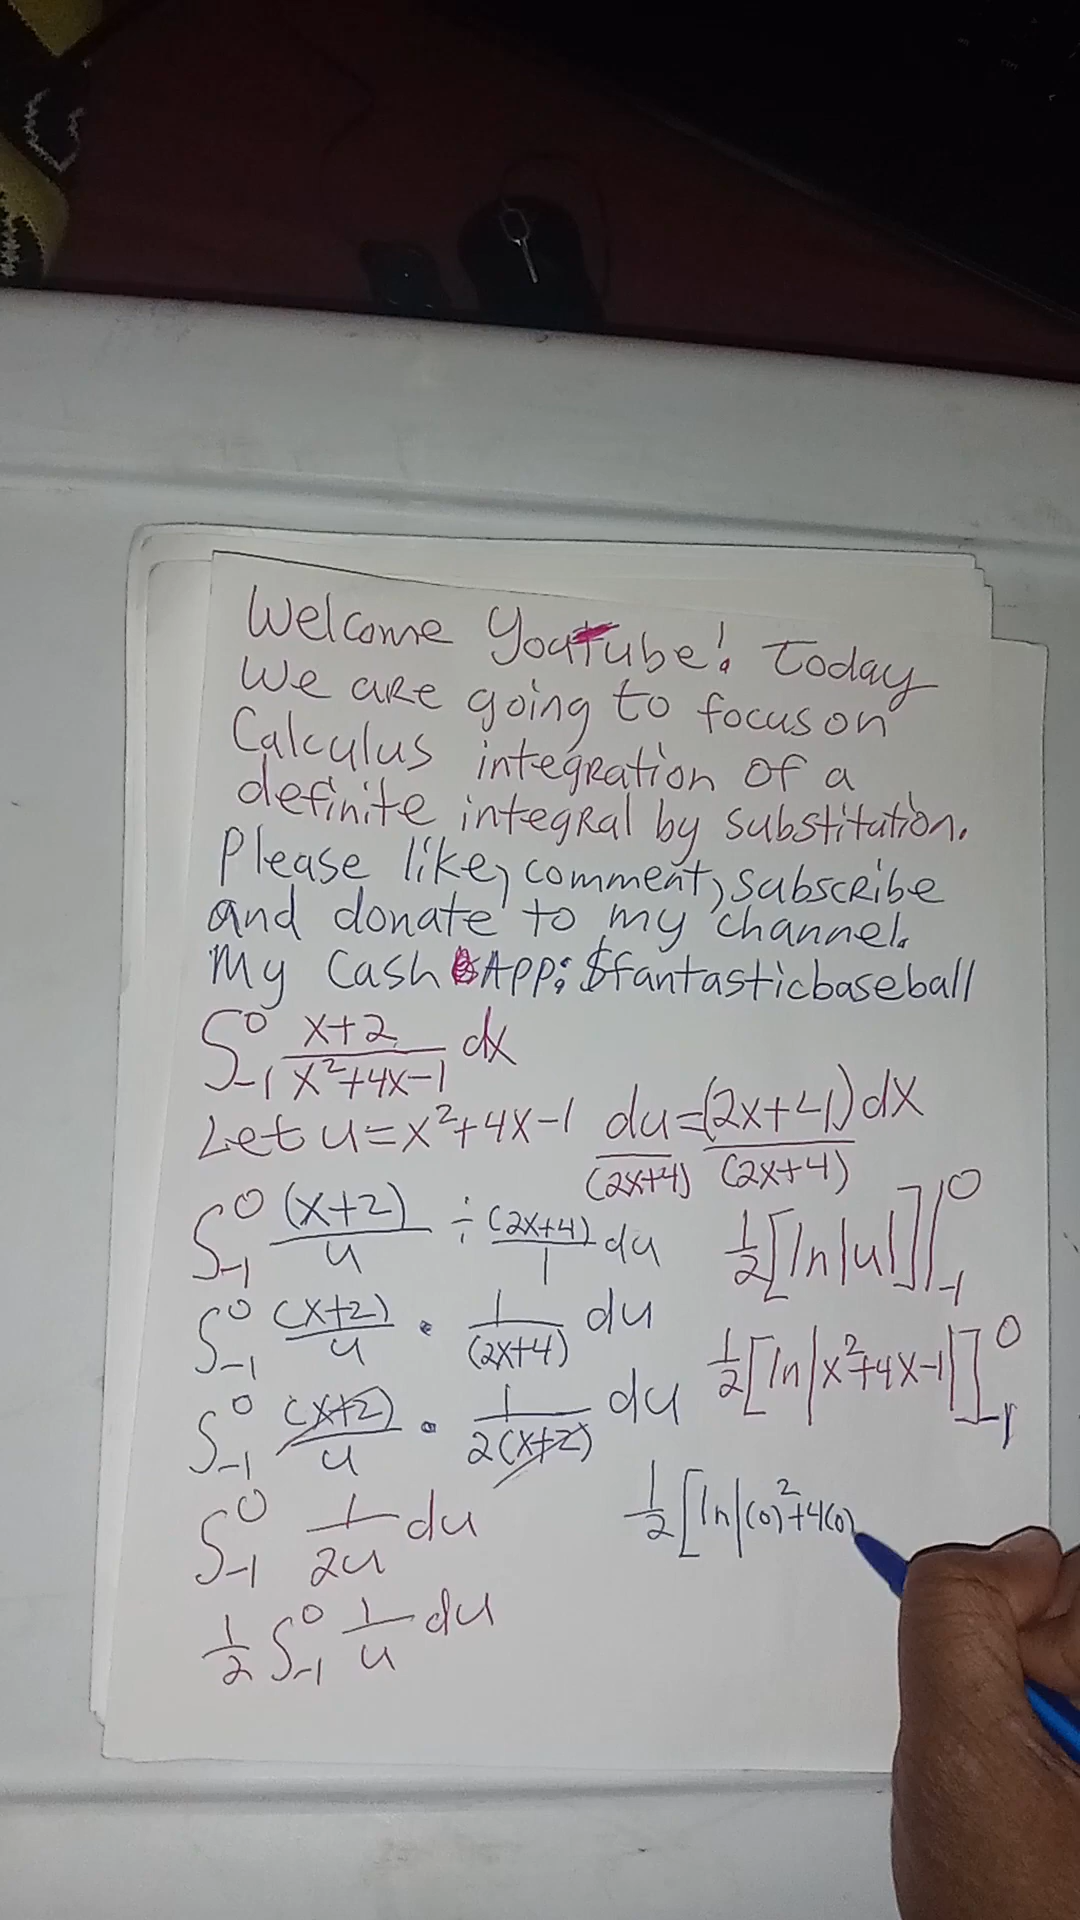 Welcome YouTube! Today
We are going to focus on
Calculus integration of a
definite integral by substitution.
Please like, comment, subscribe
and donate to my channel.
My Cash App: $fantasticbaseball
∫₋₁⁰ x+2/x²+4x-1 dx
Let u=x²+4x-1 du/(2x+4)=(2x+4)dx/(2x+4)
∫₋₁⁰ (x+2)/u ÷ (2x+4)/1 du
∫₋₁⁰ (x+2)/u • 1/(2x+4) du
∫₋₁⁰ (x+2)/u • 1/2(x+2) du
∫₋₁⁰ 1/2u du
1/2 ∫₋₁⁰ 1/u du
1/2[ln|u|]|₋₁⁰
1/2[ln|x²+4x-1|]₋₁⁰
1/2[ln|(0)²+4(0)